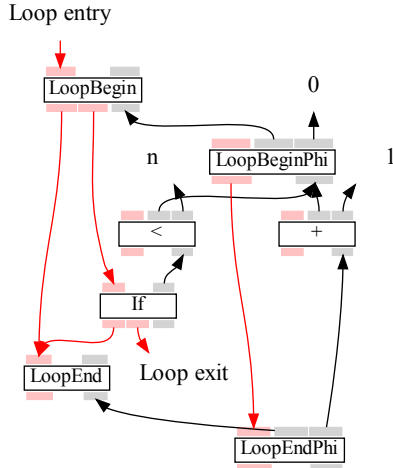 Loop entry
LoopBegin
0
n
LoopBeginPhi
1
<
+
If
Loop exit
LoopEnd
LoopEndPhi